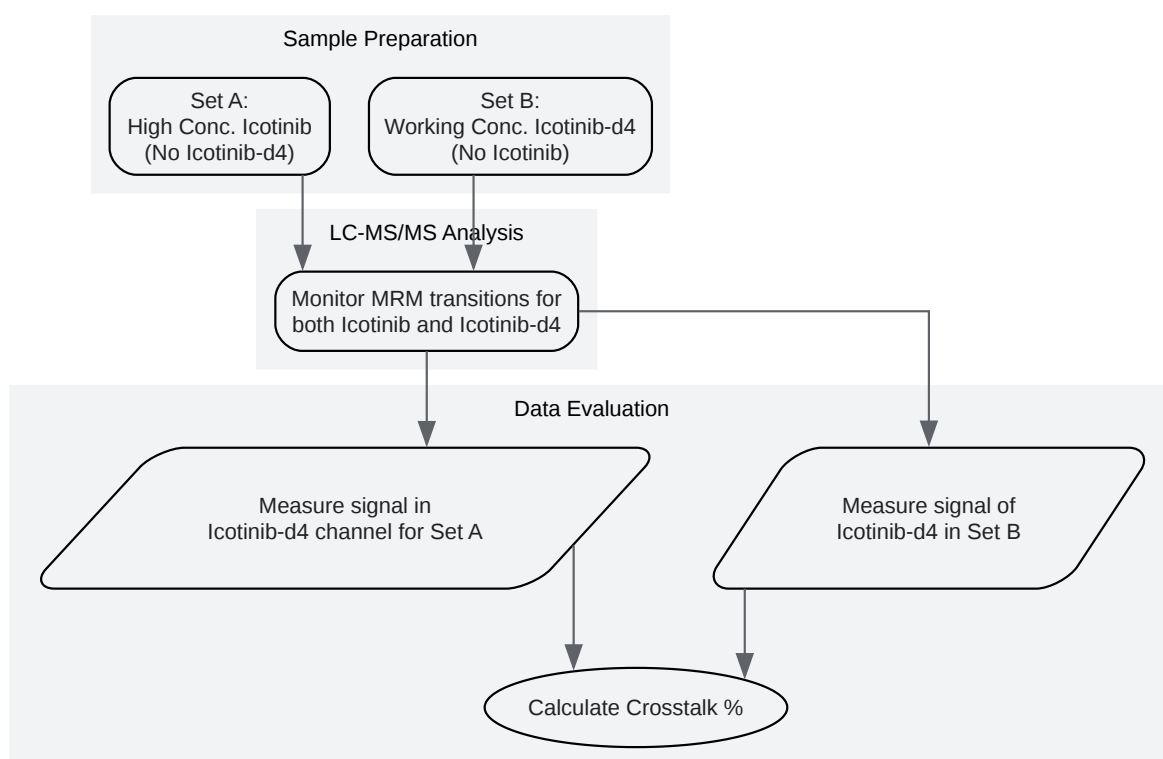 Sample Preparation
Set A:
High Conc. Icotinib
(No Icotinib-d4)
Set B:
Working Conc. Icotinib-d4
(No Icotinib)
LC-MS/MS Analysis
Monitor MRM transitions for
both Icotinib and Icotinib-d4
Data Evaluation
Measure signal in
Icotinib-d4 channel for Set A
Measure signal of
Icotinib-d4 in Set B
Calculate Crosstalk %